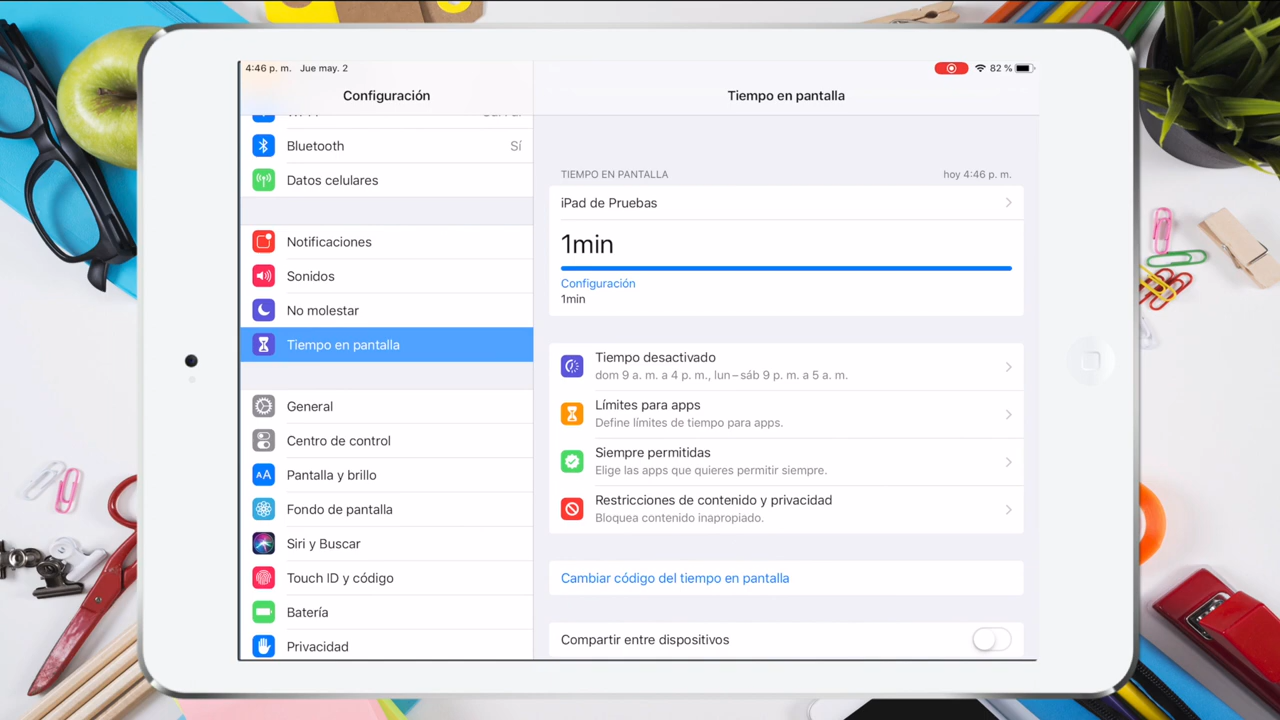 4:46 p. m. Jue may. 2
82 %
Configuración
Bluetooth
Sí
Datos celulares
Notificaciones
Sonidos
No molestar
Tiempo en pantalla
General
Centro de control
AA
Pantalla y brillo
Fondo de pantalla
Siri y Buscar
Touch ID y código
Batería
Privacidad
Tiempo en pantalla
TIEMPO EN PANTALLA
hoy 4:46 p. m.
iPad de Pruebas
1min
Configuración
1min
Tiempo desactivado
dom 9 a. m. a 4 p. m., lun – sáb 9 p. m. a 5 a. m.
Límites para apps
Define límites de tiempo para apps.
Siempre permitidas
Elige las apps que quieres permitir siempre.
Restricciones de contenido y privacidad
Bloquea contenido inapropiado.
Cambiar código del tiempo en pantalla
Compartir entre dispositivos